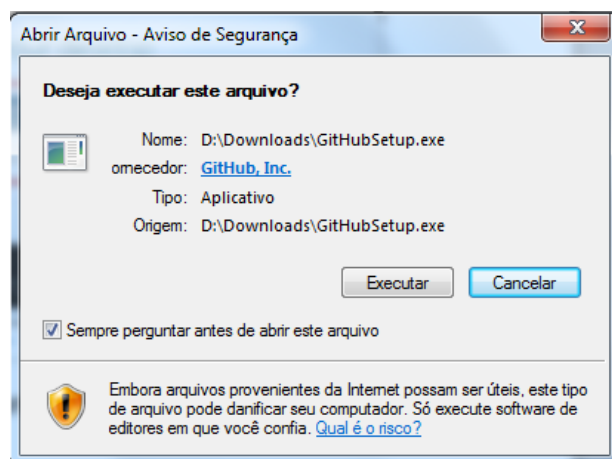 Abrir Arquivo - Aviso de Segurança
Deseja executar este arquivo?
Nome: D:\Downloads\GitHubSetup.exe
omecedor: GitHub, Inc.
Tipo: Aplicativo
Origem: D:\Downloads\GitHubSetup.exe
Executar Cancelar
Sempre perguntar antes de abrir este arquivo
Embora arquivos provenientes da Internet possam ser úteis, este tipo
de arquivo pode danificar seu computador. Só execute software de
editores em que você confia. Qual é o risco?